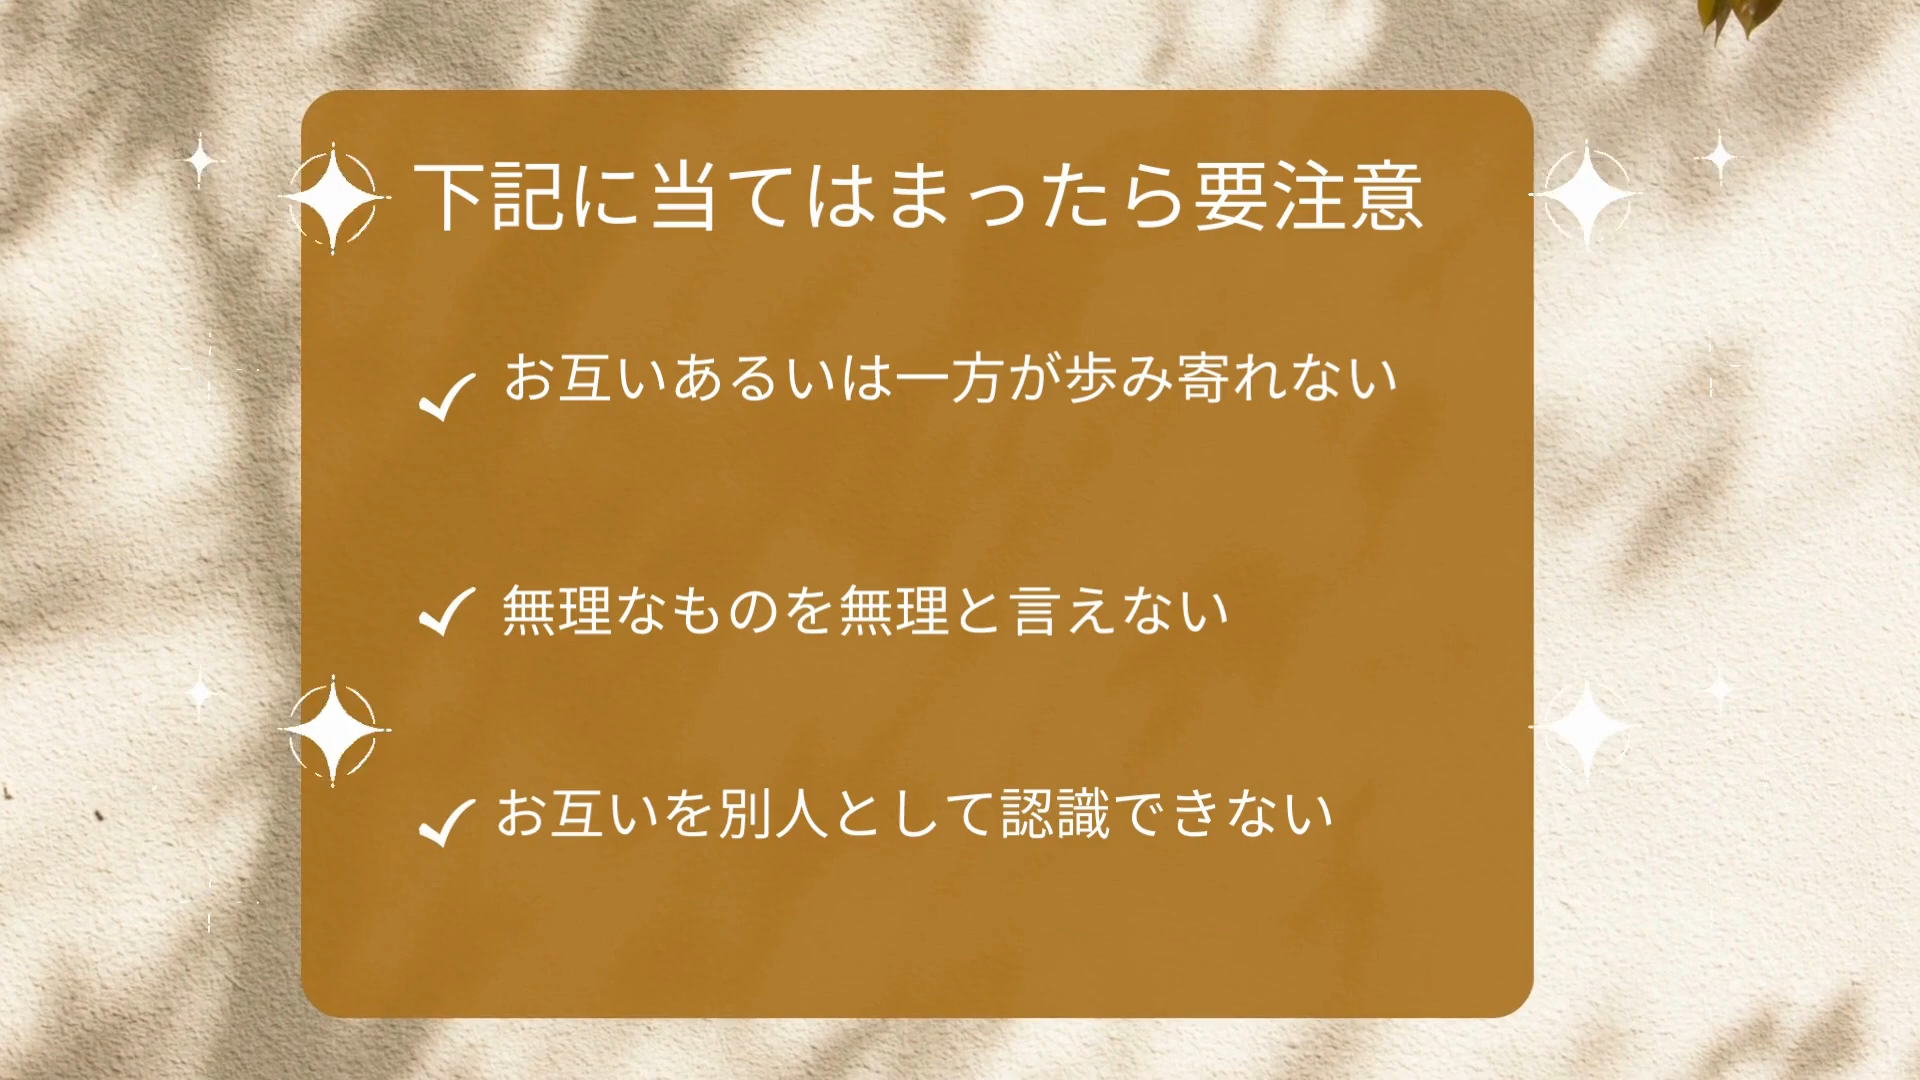 下記に当てはまったら要注意
お互いあるいは一方が歩み寄れない
無理なものを無理と言えない
お互いを別人として認識できない